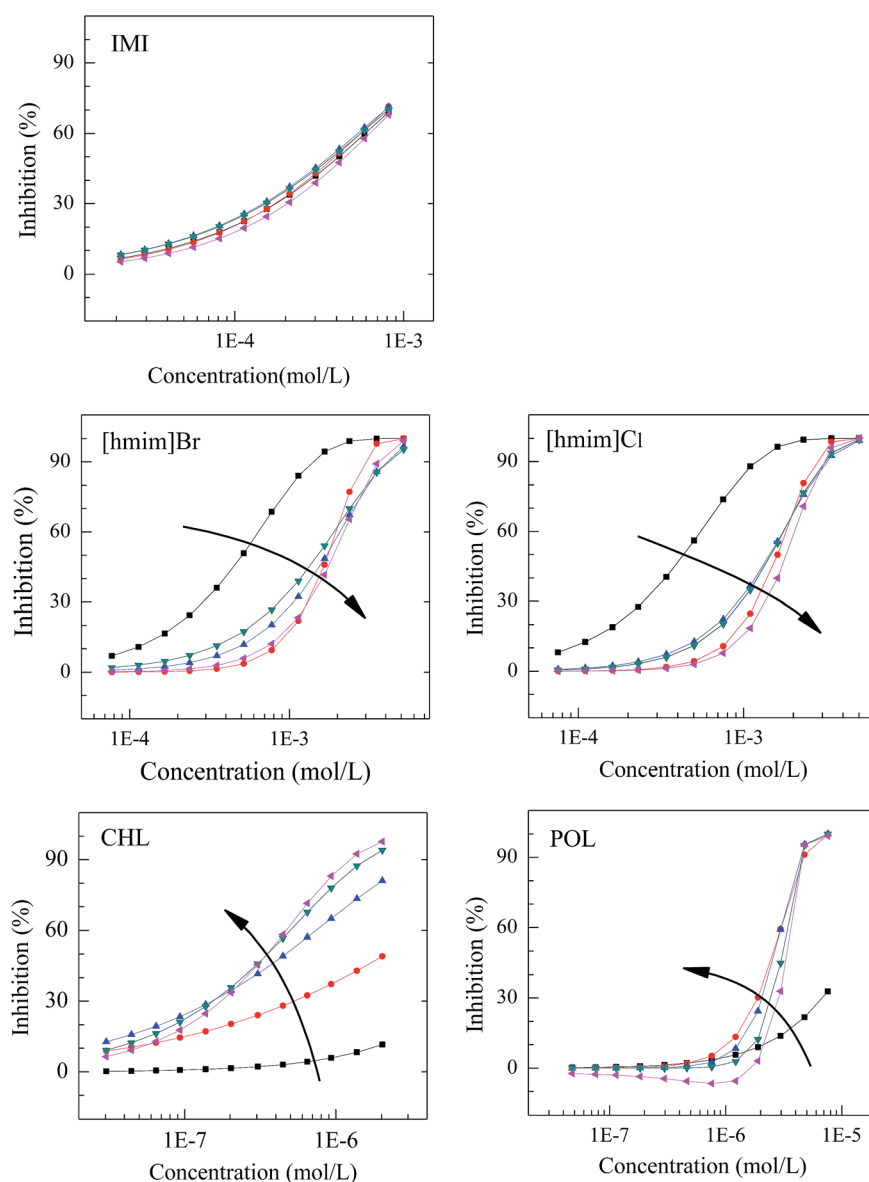 IMI
90
60
30
0
Inhibition (%)
1E-4 1E-3
Concentration(mol/L)
[hmim]Br
90
60
30
0
Inhibition (%)
1E-4 1E-3
Concentration (mol/L)
[hmim]Cl
90
60
30
0
Inhibition (%)
1E-4 1E-3
Concentration (mol/L)
CHL
90
60
30
0
Inhibition (%)
1E-7 1E-6
Concentration (mol/L)
POL
90
60
30
0
Inhibition (%)
1E-7 1E-6 1E-5
Concentration (mol/L)